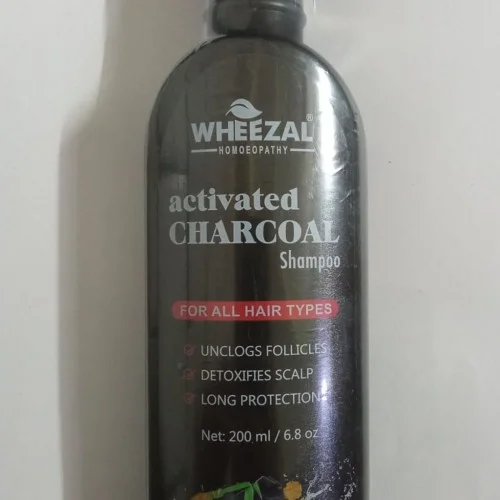 WHEEZAL®
HOMOEOPATHY
activated
CHARCOAL
Shampoo
FOR ALL HAIR TYPES
UNCLOGS FOLLICLES
DETOXIFIES SCALP
LONG PROTECTION
Net: 200 ml / 6.8 oz